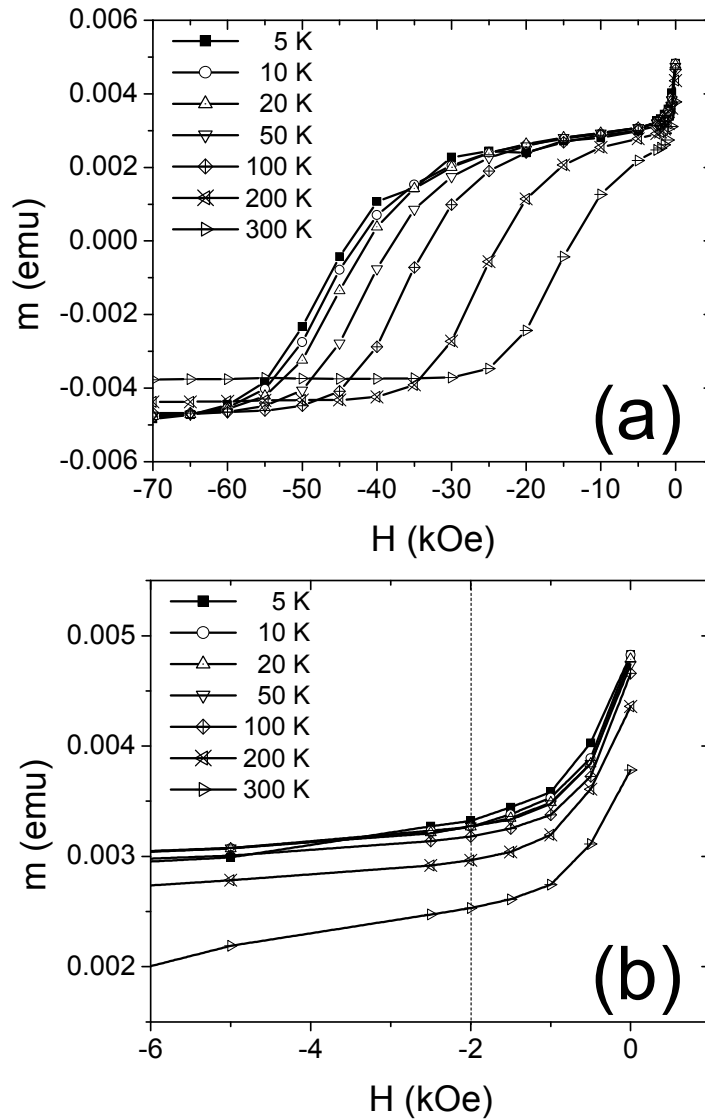 0.006
0.004
0.002
0.000
-0.002
-0.004
-0.006
m (emu)
5 K
10 K
20 K
50 K
100 K
200 K
300 K
(a)
-70 -60 -50 -40 -30 -20 -10 0
H (kOe)
0.005
0.004
0.003
0.002
m (emu)
5 K
10 K
20 K
50 K
100 K
200 K
300 K
(b)
-6 -4 -2 0
H (kOe)